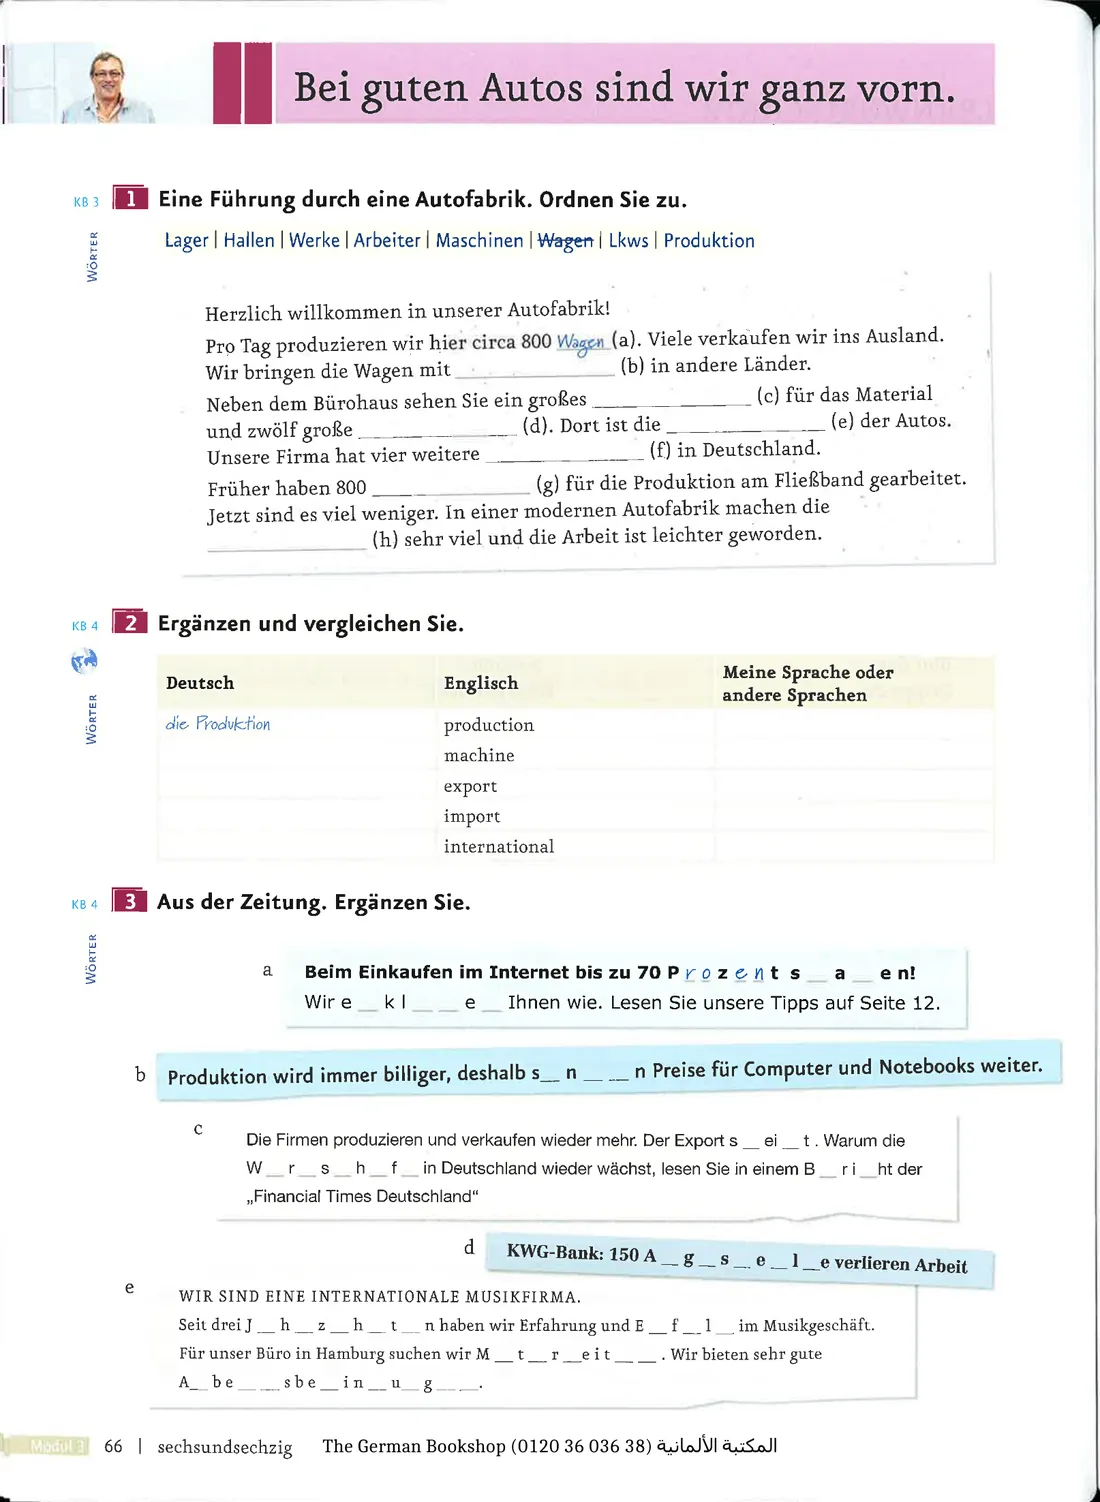 Bei guten Autos sind wir ganz vorn.
KB 3 1 Eine Führung durch eine Autofabrik. Ordnen Sie zu.
WÖRTER
Lager | Hallen | Werke | Arbeiter | Maschinen | Wagen | Lkws | Produktion
Herzlich willkommen in unserer Autofabrik!
Pro Tag produzieren wir hier circa 800 Wagen (a). Viele verkaufen wir ins Ausland.
Wir bringen die Wagen mit ______________ (b) in andere Länder.
Neben dem Bürohaus sehen Sie ein großes ______________ (c) für das Material
und zwölf große ______________ (d). Dort ist die ______________ (e) der Autos.
Unsere Firma hat vier weitere ______________ (f) in Deutschland.
Früher haben 800 ______________ (g) für die Produktion am Fließband gearbeitet.
Jetzt sind es viel weniger. In einer modernen Autofabrik machen die
______________ (h) sehr viel und die Arbeit ist leichter geworden.
KB 4 2 Ergänzen und vergleichen Sie.
WÖRTER
Deutsch Englisch Meine Sprache oder
andere Sprachen
die Produktion production
machine
export
import
international
KB 4 3 Aus der Zeitung. Ergänzen Sie.
WÖRTER
a Beim Einkaufen im Internet bis zu 70 P r o z e n t s _ a _ e n!
Wir e _ k l _ _ e _ Ihnen wie. Lesen Sie unsere Tipps auf Seite 12.
b Produktion wird immer billiger, deshalb s _ n _ _ n Preise für Computer und Notebooks weiter.
c Die Firmen produzieren und verkaufen wieder mehr. Der Export s _ ei _ t . Warum die
W _ r _ s _ h _ f _ in Deutschland wieder wächst, lesen Sie in einem B _ r i _ ht der
„Financial Times Deutschland“
d KWG-Bank: 150 A _ g _ s _ e _ l _ e verlieren Arbeit
e WIR SIND EINE INTERNATIONALE MUSIKFIRMA.
Seit drei J _ h _ z _ h _ t _ n haben wir Erfahrung und E _ f _ l _ im Musikgeschäft.
Für unser Büro in Hamburg suchen wir M _ t _ r _ e i t _ _ . Wir bieten sehr gute
A _ b e _ _ s b e _ i n _ u _ g _ _ .
Modul 3 66 | sechsundsechzig The German Bookshop (0120 36 036 38) المكتبة الألمانية